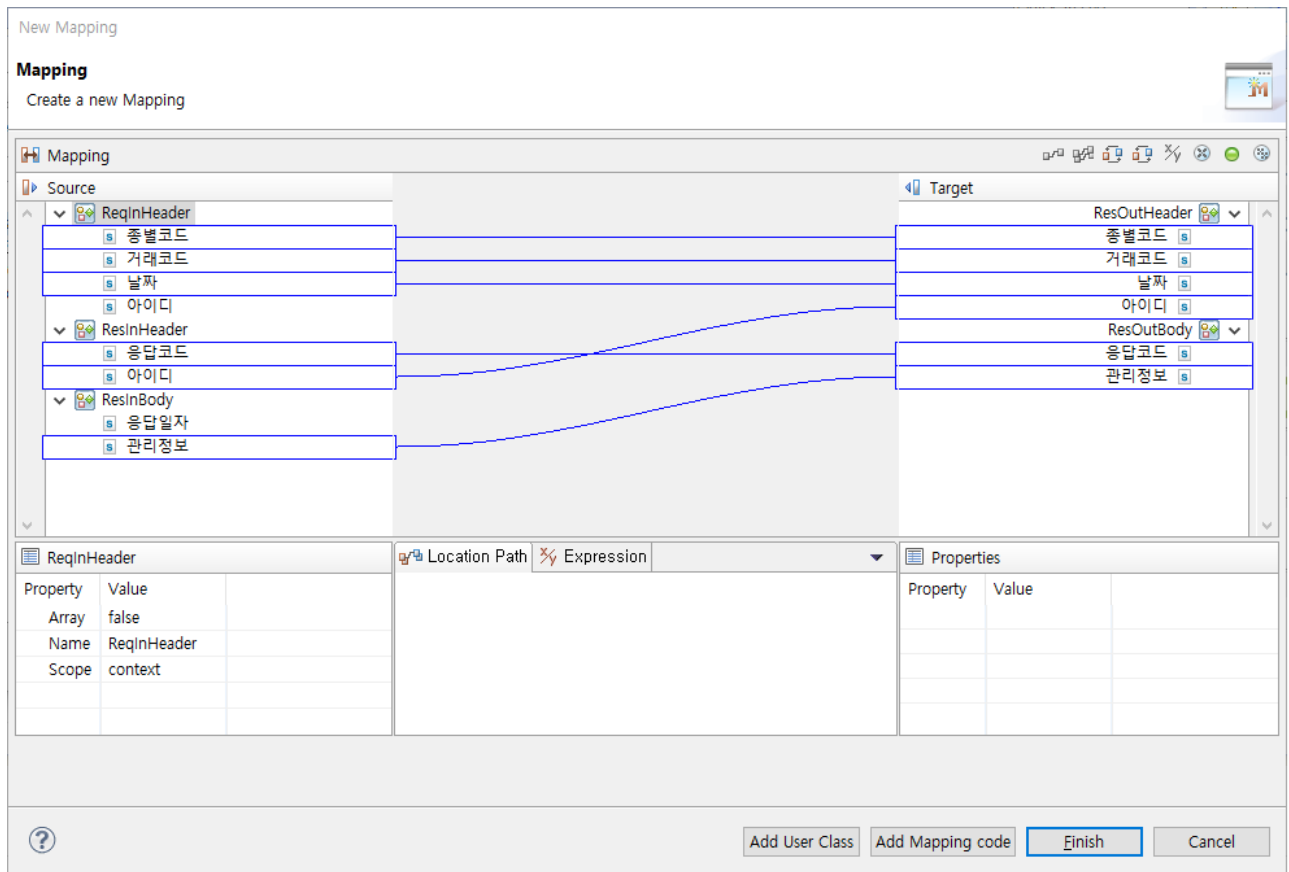 New Mapping
Mapping
Create a new Mapping
Mapping
Source
Target
ReqInHeader
ResOutHeader
종별코드
종별코드
거래코드
거래코드
날짜
날짜
아이디
아이디
ResInHeader
ResOutBody
응답코드
응답코드
아이디
관리정보
ResInBody
응답일자
관리정보
ReqInHeader
Location Path
Expression
Properties
Property Value
Property Value
Array false
Name ReqInHeader
Scope context
Add User Class
Add Mapping code
Finish
Cancel